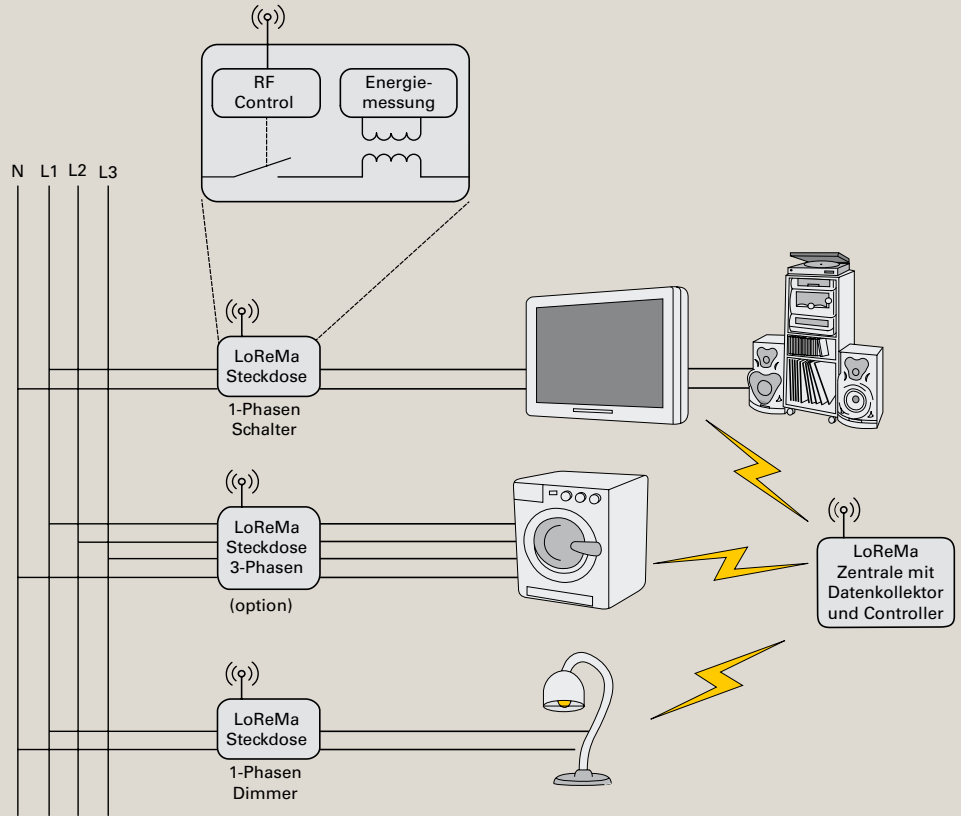 RF
Control
Energie-
messung
N L1 L2 L3
LoReMa
Steckdose
1-Phasen
Schalter
LoReMa
Steckdose
3-Phasen
(option)
LoReMa
Zentrale mit
Datenkollektor
und Controller
LoReMa
Steckdose
1-Phasen
Dimmer